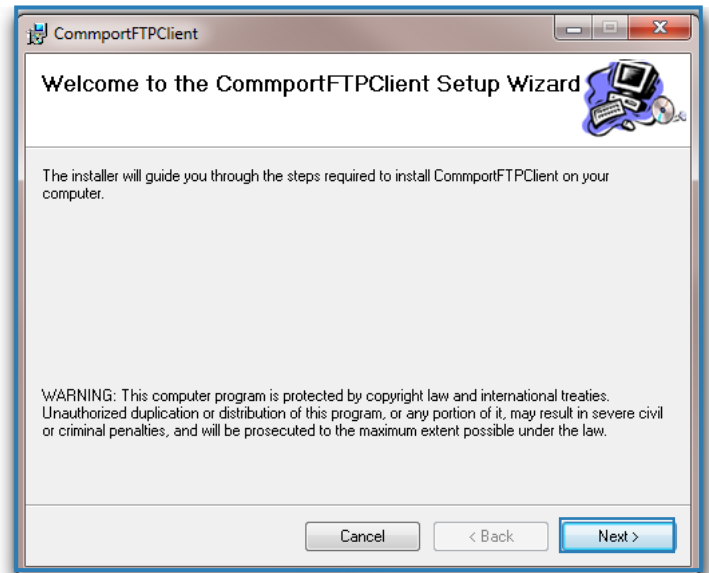 CommportFTPClient
Welcome to the CommportFTPClient Setup Wizard
The installer will guide you through the steps required to install CommportFTPClient on your
computer.
WARNING: This computer program is protected by copyright law and international treaties.
Unauthorized duplication or distribution of this program, or any portion of it, may result in severe civil
or criminal penalties, and will be prosecuted to the maximum extent possible under the law.
Cancel < Back Next >